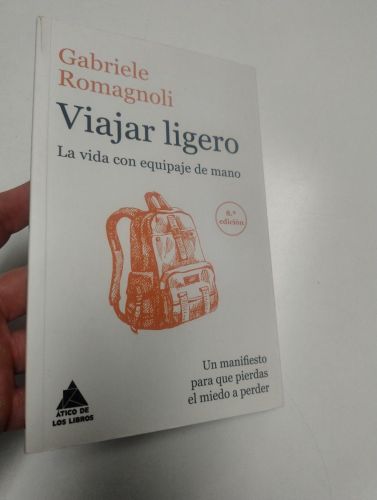 Gabriele
Romagnoli
Viajar ligero
La vida con equipaje de mano
8.ª
edición
Un manifiesto
para que pierdas
el miedo a perder
ÁTICO DE
LOS LIBROS